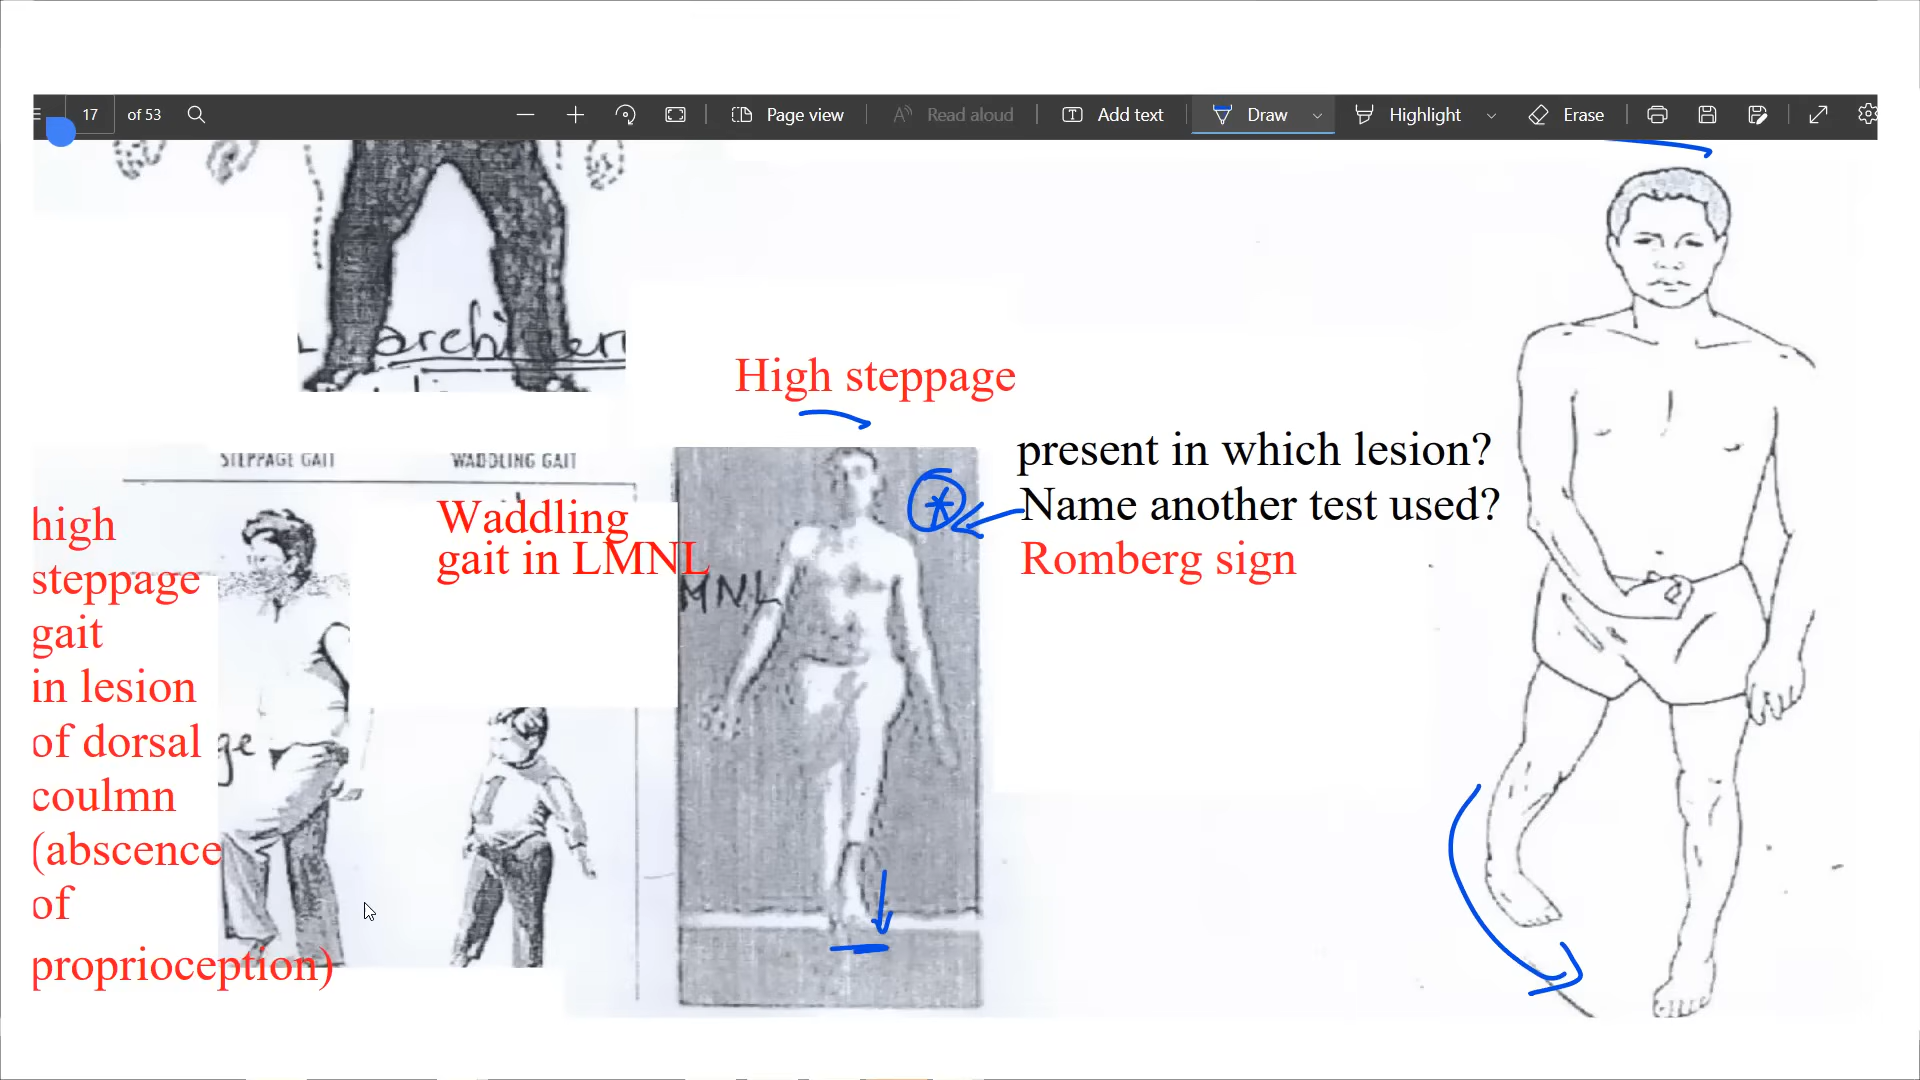 17 of 53 Page view Read aloud Add text Draw Highlight Erase
High steppage
present in which lesion?
Name another test used?
Romberg sign
STEPPAGE GAIT
WADDLING GAIT
high
steppage
gait
in lesion
of dorsal
coulmn
(abscence
of
proprioception)
Waddling
gait in LMNL
MNL
ge